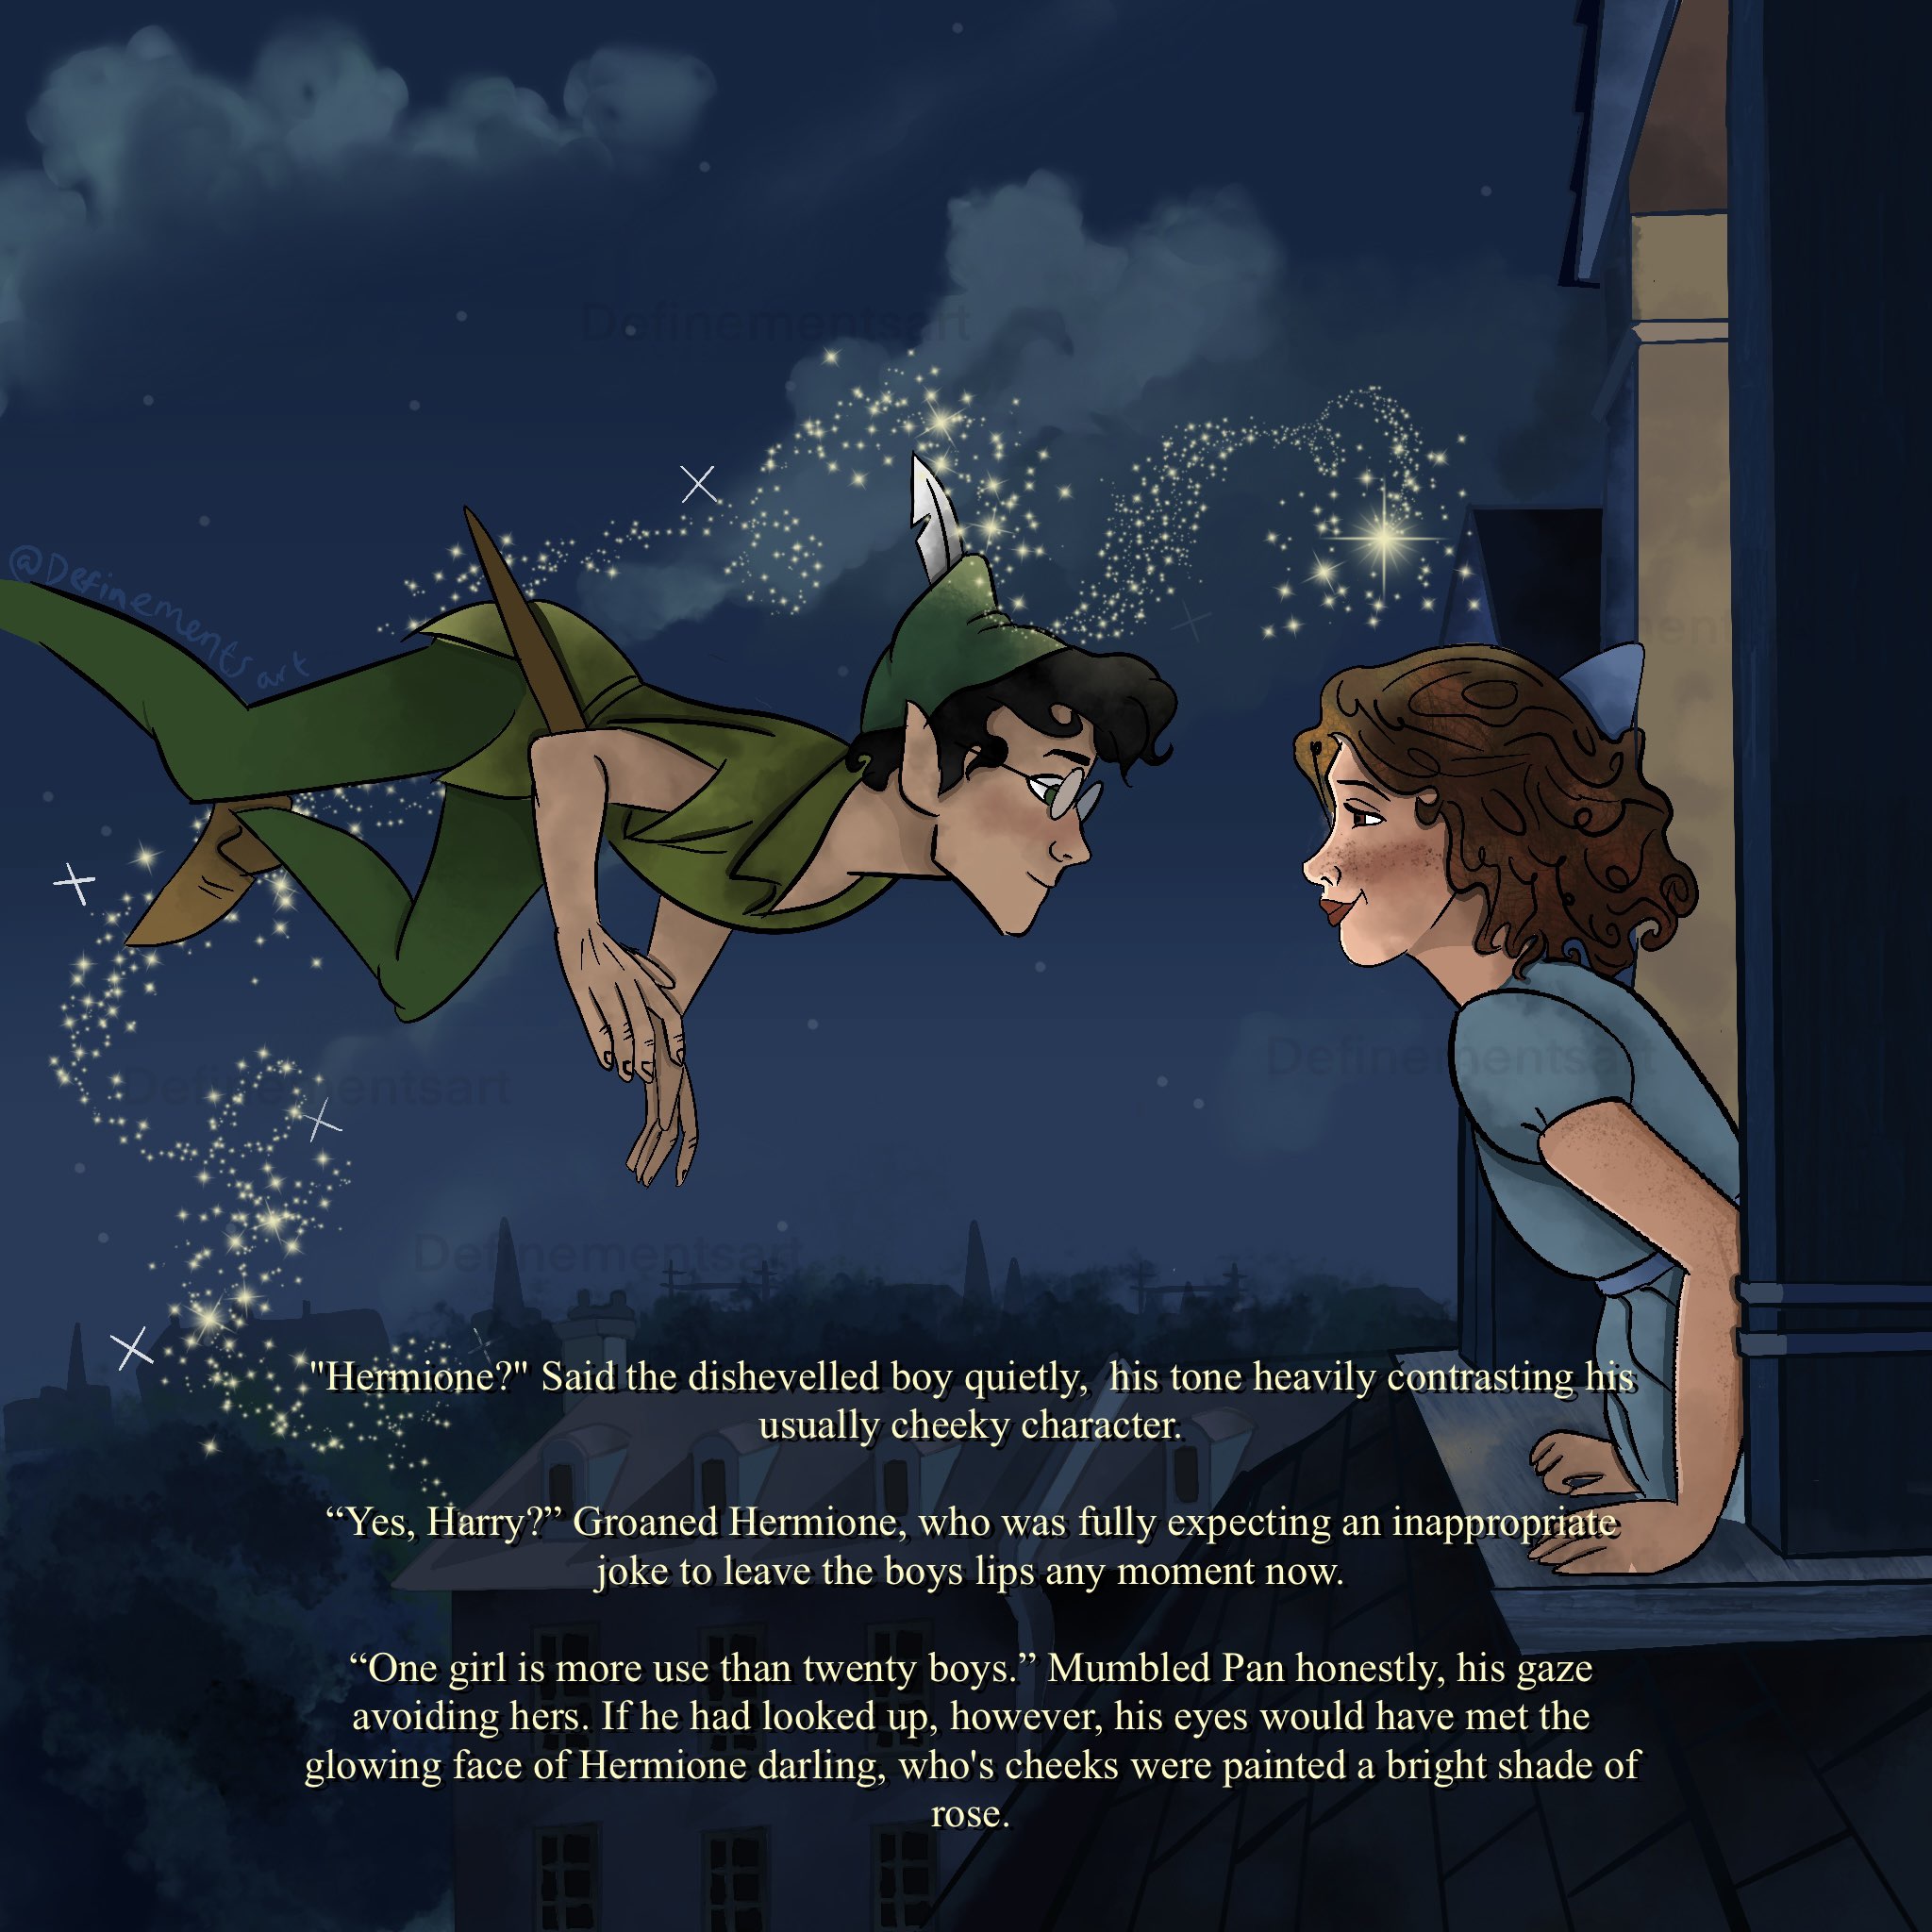 Definementsart
@Definementsart
ment
Definementsart
Definementsart
Definementsart
"Hermione?" Said the dishevelled boy quietly, his tone heavily contrasting his
usually cheeky character.
“Yes, Harry?” Groaned Hermione, who was fully expecting an inappropriate
joke to leave the boys lips any moment now.
“One girl is more use than twenty boys.” Mumbled Pan honestly, his gaze
avoiding hers. If he had looked up, however, his eyes would have met the
glowing face of Hermione darling, who's cheeks were painted a bright shade of
rose.